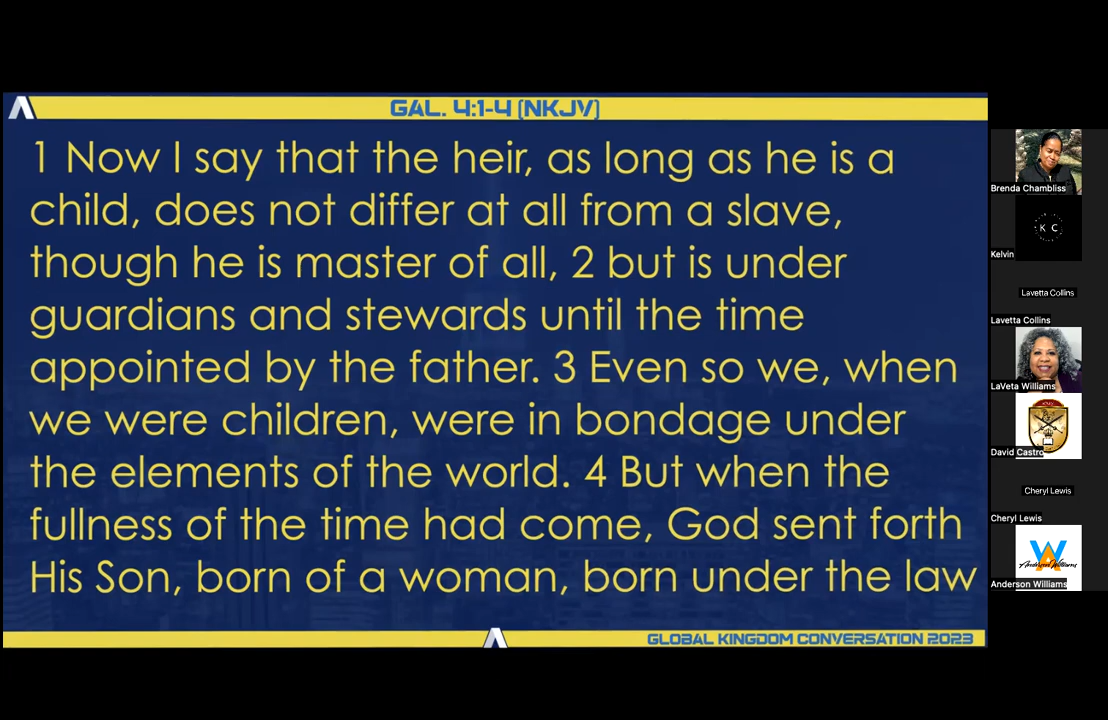 GAL. 4:1-4 (NKJV)
1 Now I say that the heir, as long as he is a
child, does not differ at all from a slave,
though he is master of all, 2 but is under
guardians and stewards until the time
appointed by the father. 3 Even so we, when
we were children, were in bondage under
the elements of the world. 4 But when the
fullness of the time had come, God sent forth
His Son, born of a woman, born under the law
GLOBAL KINGDOM CONVERSATION 2023
Brenda Chambliss
K C
Kelvin
Lavetta Collins
Lavetta Collins
LaVeta Williams
David Castro
Cheryl Lewis
Cheryl Lewis
Anderson Williams
Anderson Williams